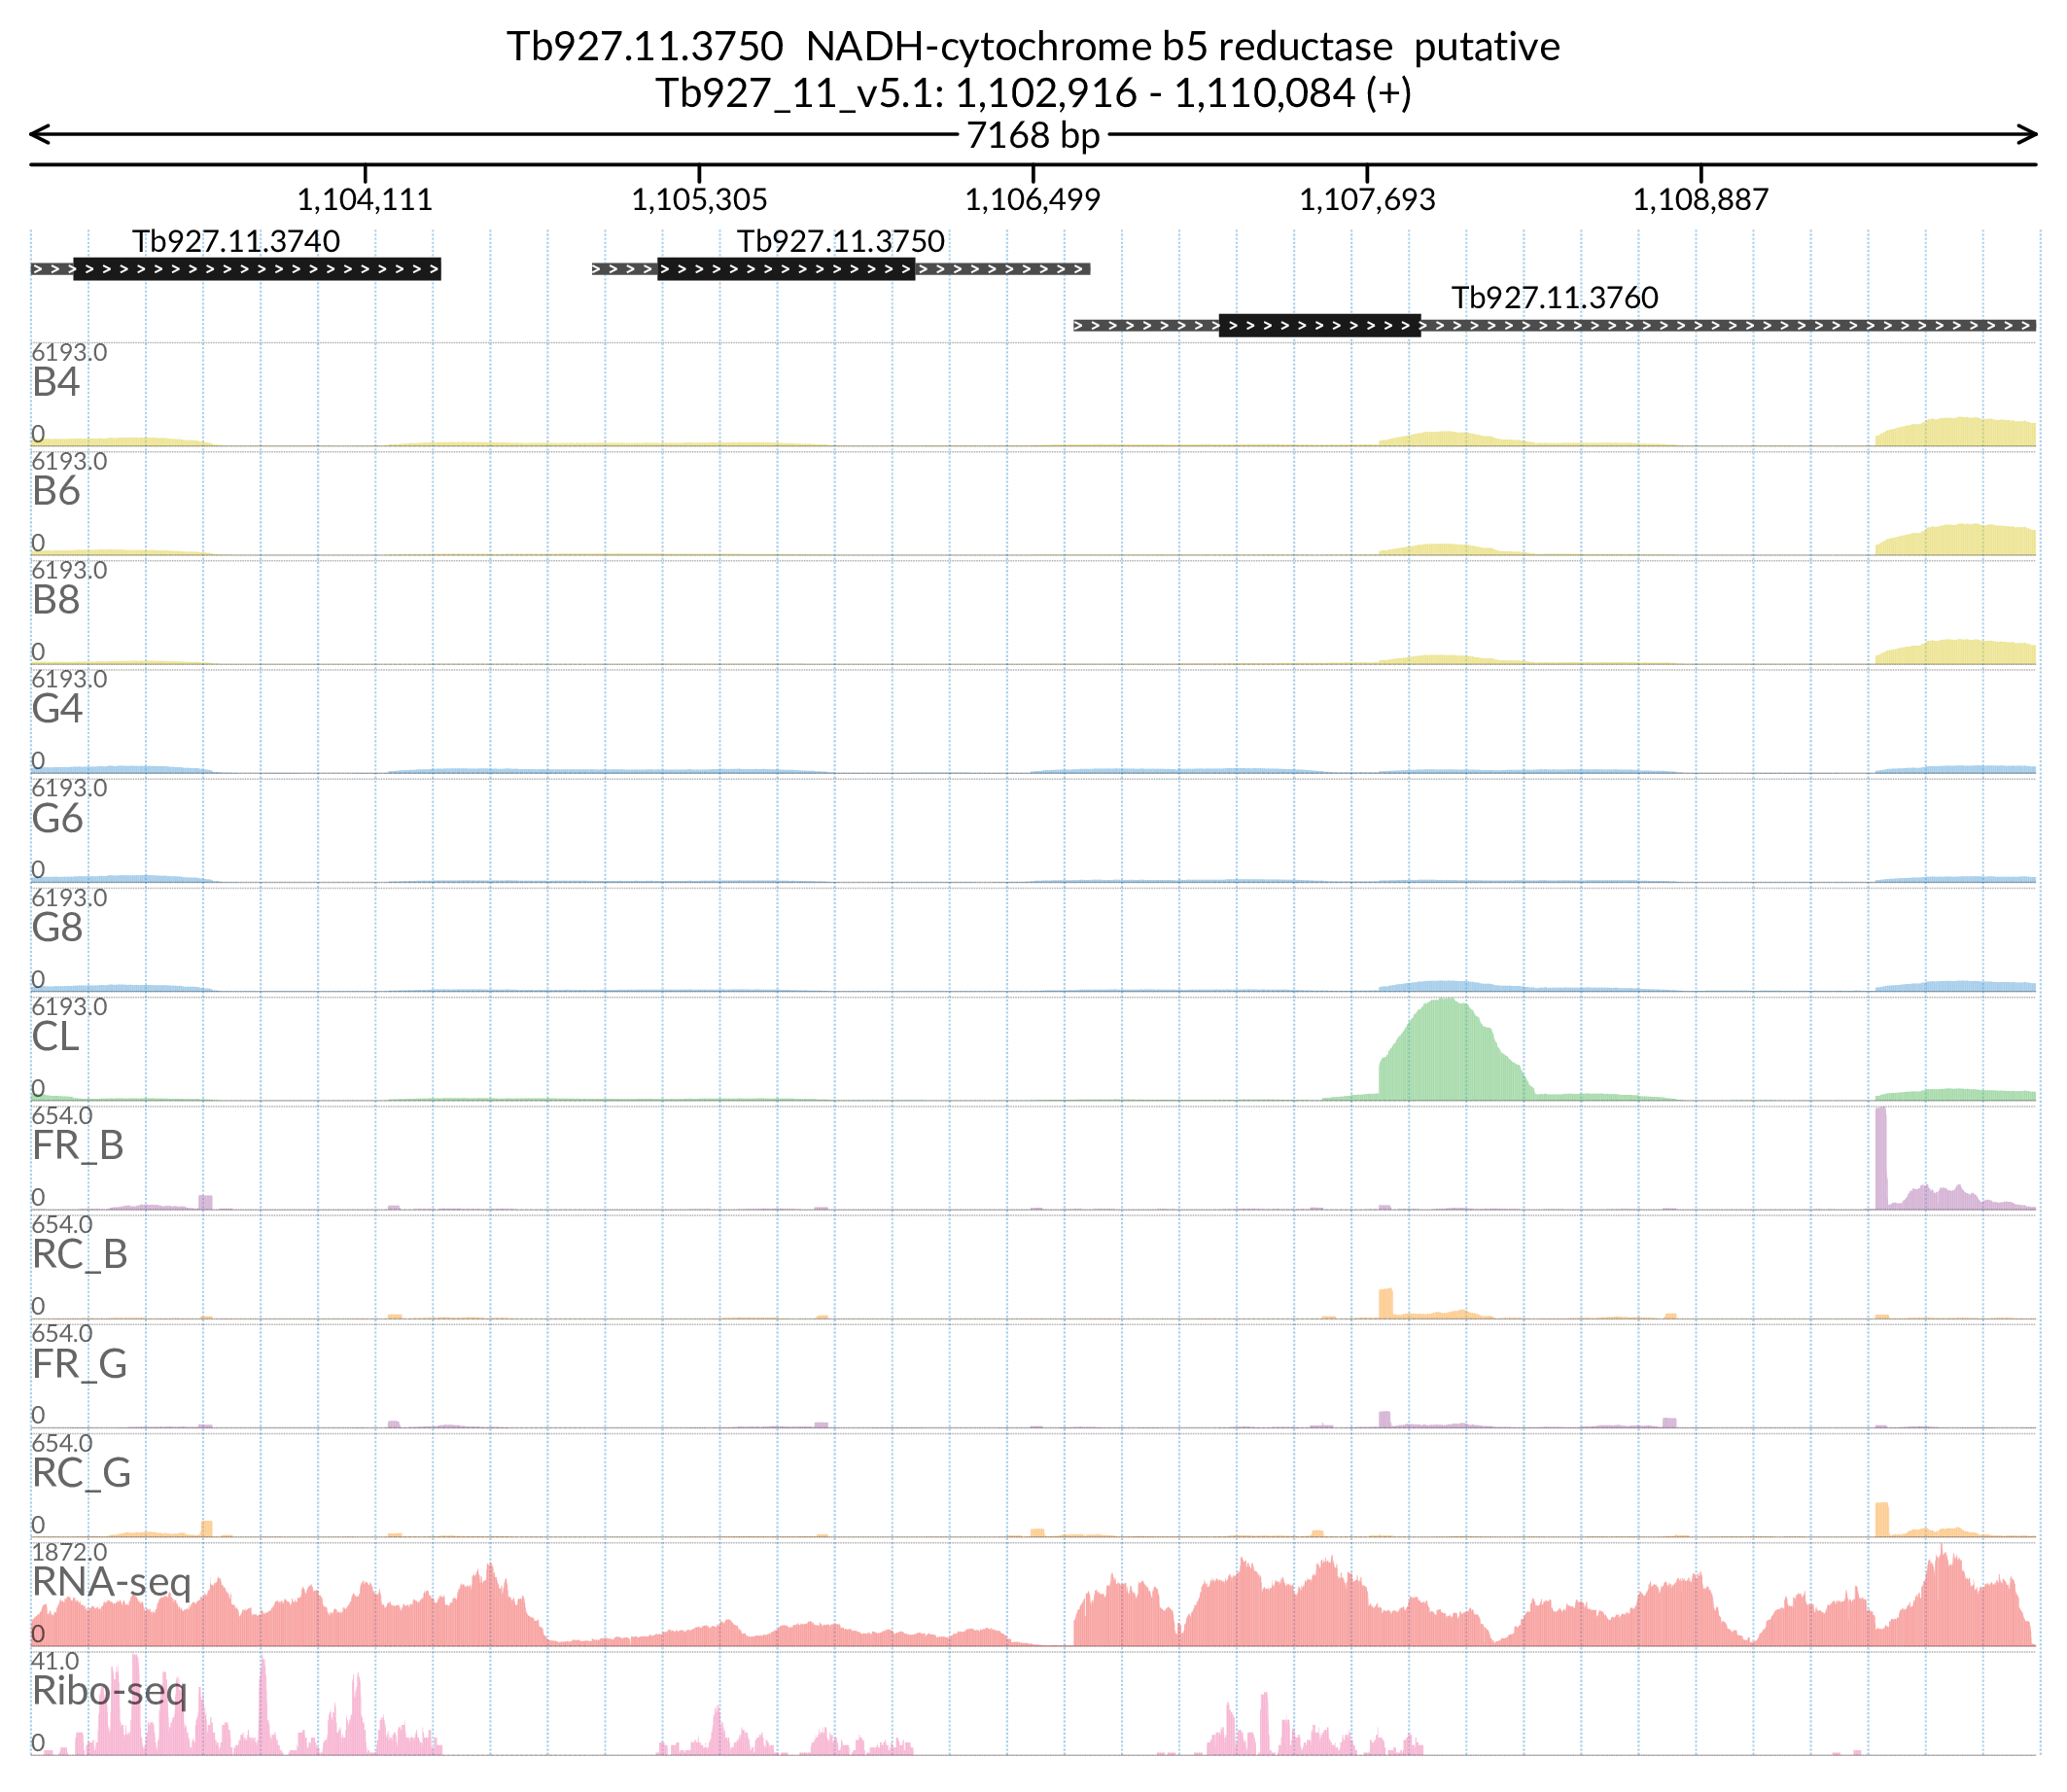 Tb927.11.3750  NADH-cytochrome b5 reductase  putative
Tb927_11_v5.1: 1,102,916 - 1,110,084 (+)
7168 bp
1,104,111 1,105,305 1,106,499 1,107,693 1,108,887
Tb927.11.3740 Tb927.11.3750
Tb927.11.3760
6193.0
B4
0
6193.0
B6
0
6193.0
B8
0
6193.0
G4
0
6193.0
G6
0
6193.0
G8
0
6193.0
CL
0
654.0
FR_B
0
654.0
RC_B
0
654.0
FR_G
0
654.0
RC_G
0
1872.0
RNA-seq
0
41.0
Ribo-seq
0